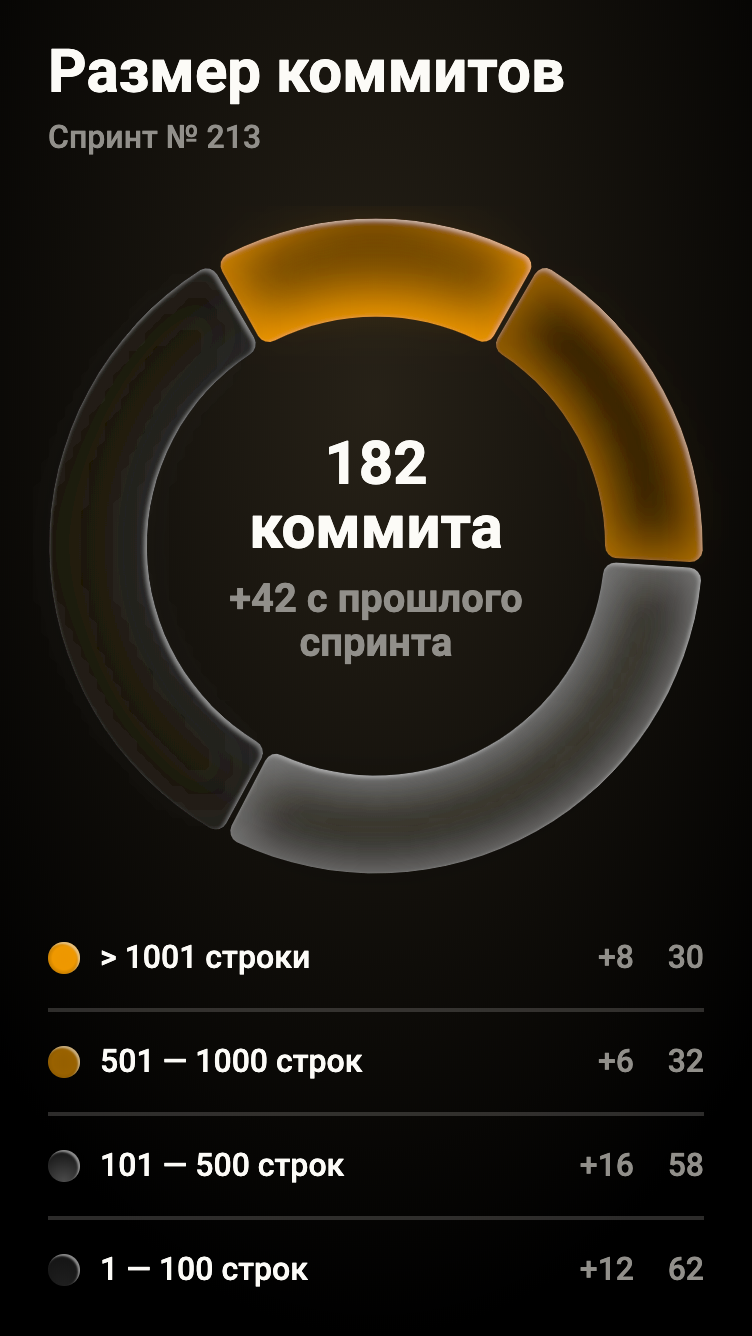 Размер коммитов
Спринт № 213
182
коммита
+42 с прошлого
спринта
> 1001 строки +8 30
501 — 1000 строк +6 32
101 — 500 строк +16 58
1 — 100 строк +12 62